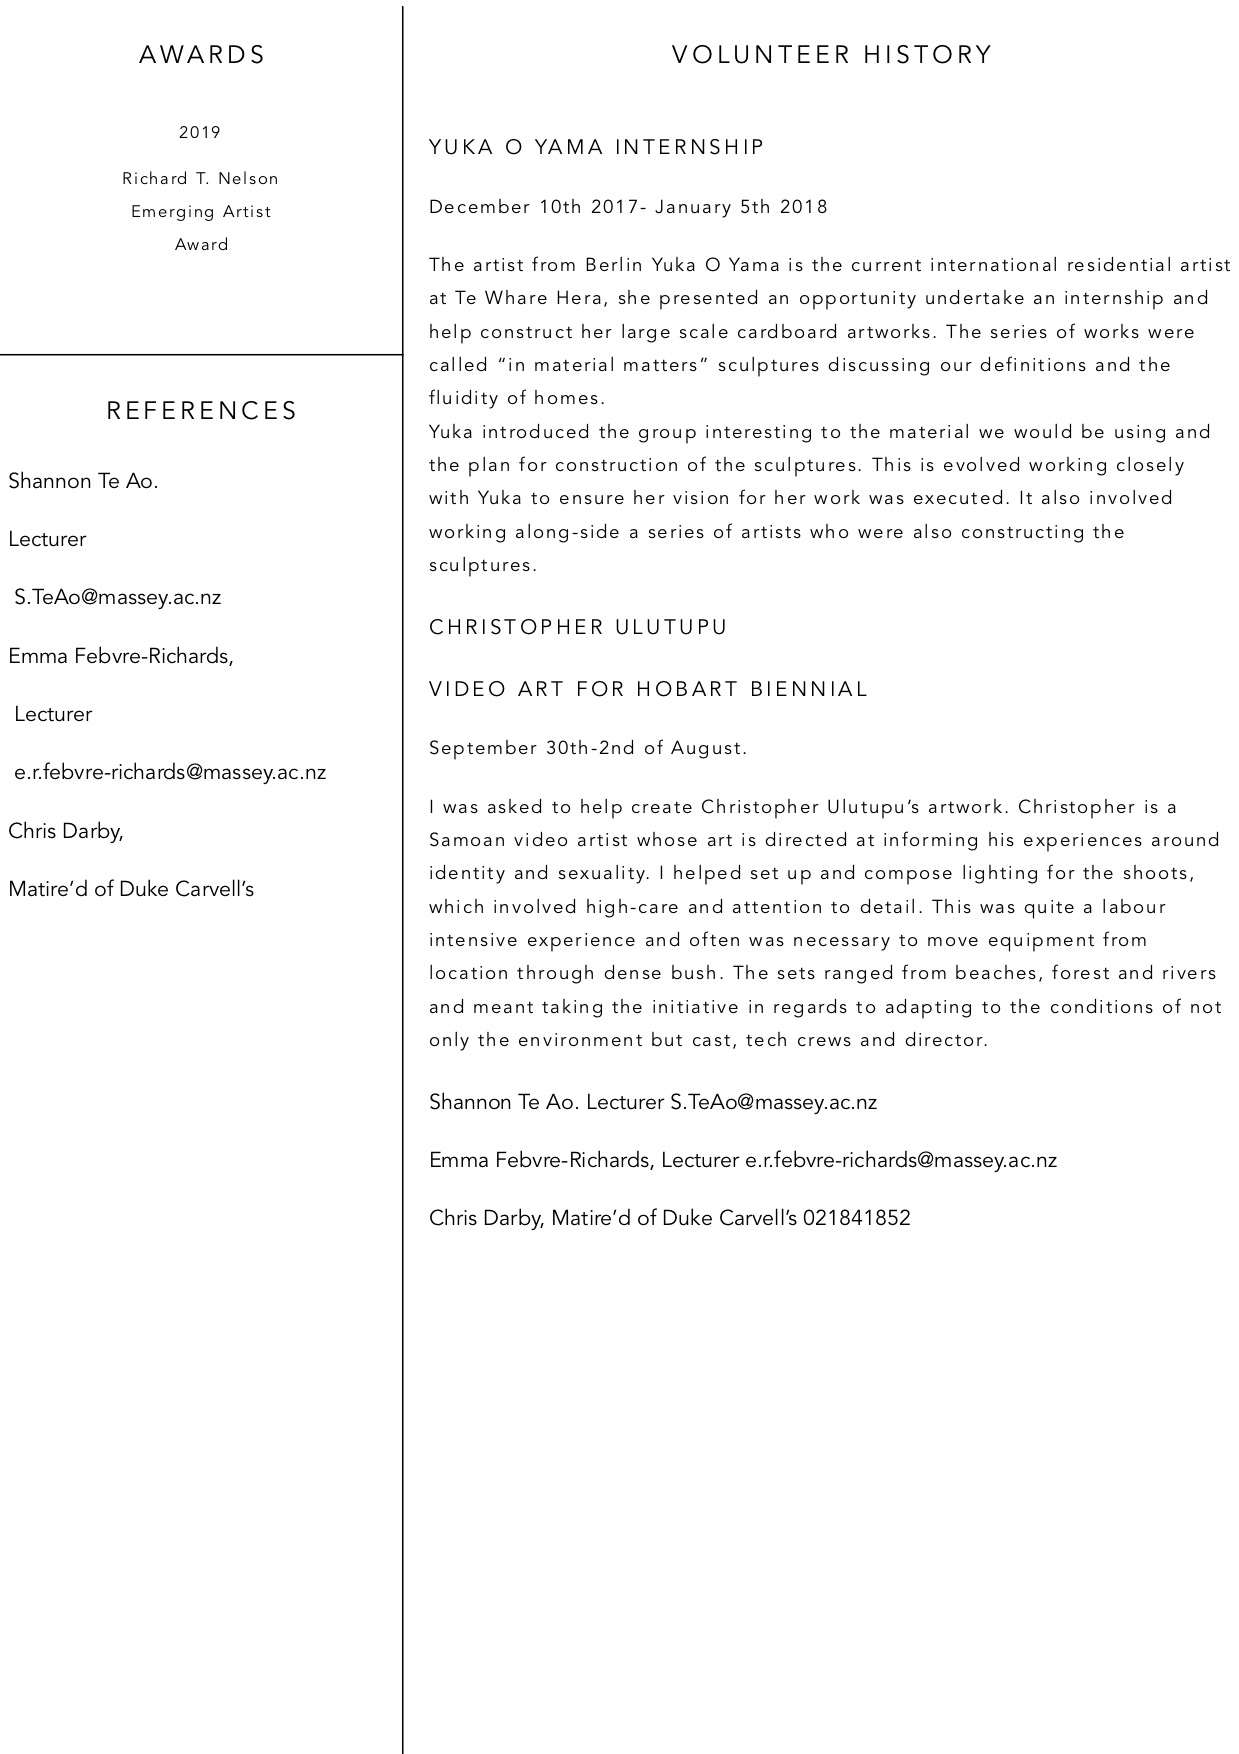 AWARDS
2019
Richard T. Nelson
Emerging Artist
Award
REFERENCES
Shannon Te Ao.
Lecturer
S.TeAo@massey.ac.nz
Emma Febvre-Richards,
Lecturer
e.r.febvre-richards@massey.ac.nz
Chris Darby,
Matire’d of Duke Carvell’s
VOLUNTEER HISTORY
YUKA O YAMA INTERNSHIP
December 10th 2017- January 5th 2018
The artist from Berlin Yuka O Yama is the current international residential artist
at Te Whare Hera, she presented an opportunity undertake an internship and
help construct her large scale cardboard artworks. The series of works were
called “in material matters” sculptures discussing our definitions and the
fluidity of homes.
Yuka introduced the group interesting to the material we would be using and
the plan for construction of the sculptures. This is evolved working closely
with Yuka to ensure her vision for her work was executed. It also involved
working along-side a series of artists who were also constructing the
sculptures.
CHRISTOPHER ULUTUPU
VIDEO ART FOR HOBART BIENNIAL
September 30th-2nd of August.
I was asked to help create Christopher Ulutupu’s artwork. Christopher is a
Samoan video artist whose art is directed at informing his experiences around
identity and sexuality. I helped set up and compose lighting for the shoots,
which involved high-care and attention to detail. This was quite a labour
intensive experience and often was necessary to move equipment from
location through dense bush. The sets ranged from beaches, forest and rivers
and meant taking the initiative in regards to adapting to the conditions of not
only the environment but cast, tech crews and director.
Shannon Te Ao. Lecturer S.TeAo@massey.ac.nz
Emma Febvre-Richards, Lecturer e.r.febvre-richards@massey.ac.nz
Chris Darby, Matire’d of Duke Carvell’s 021841852